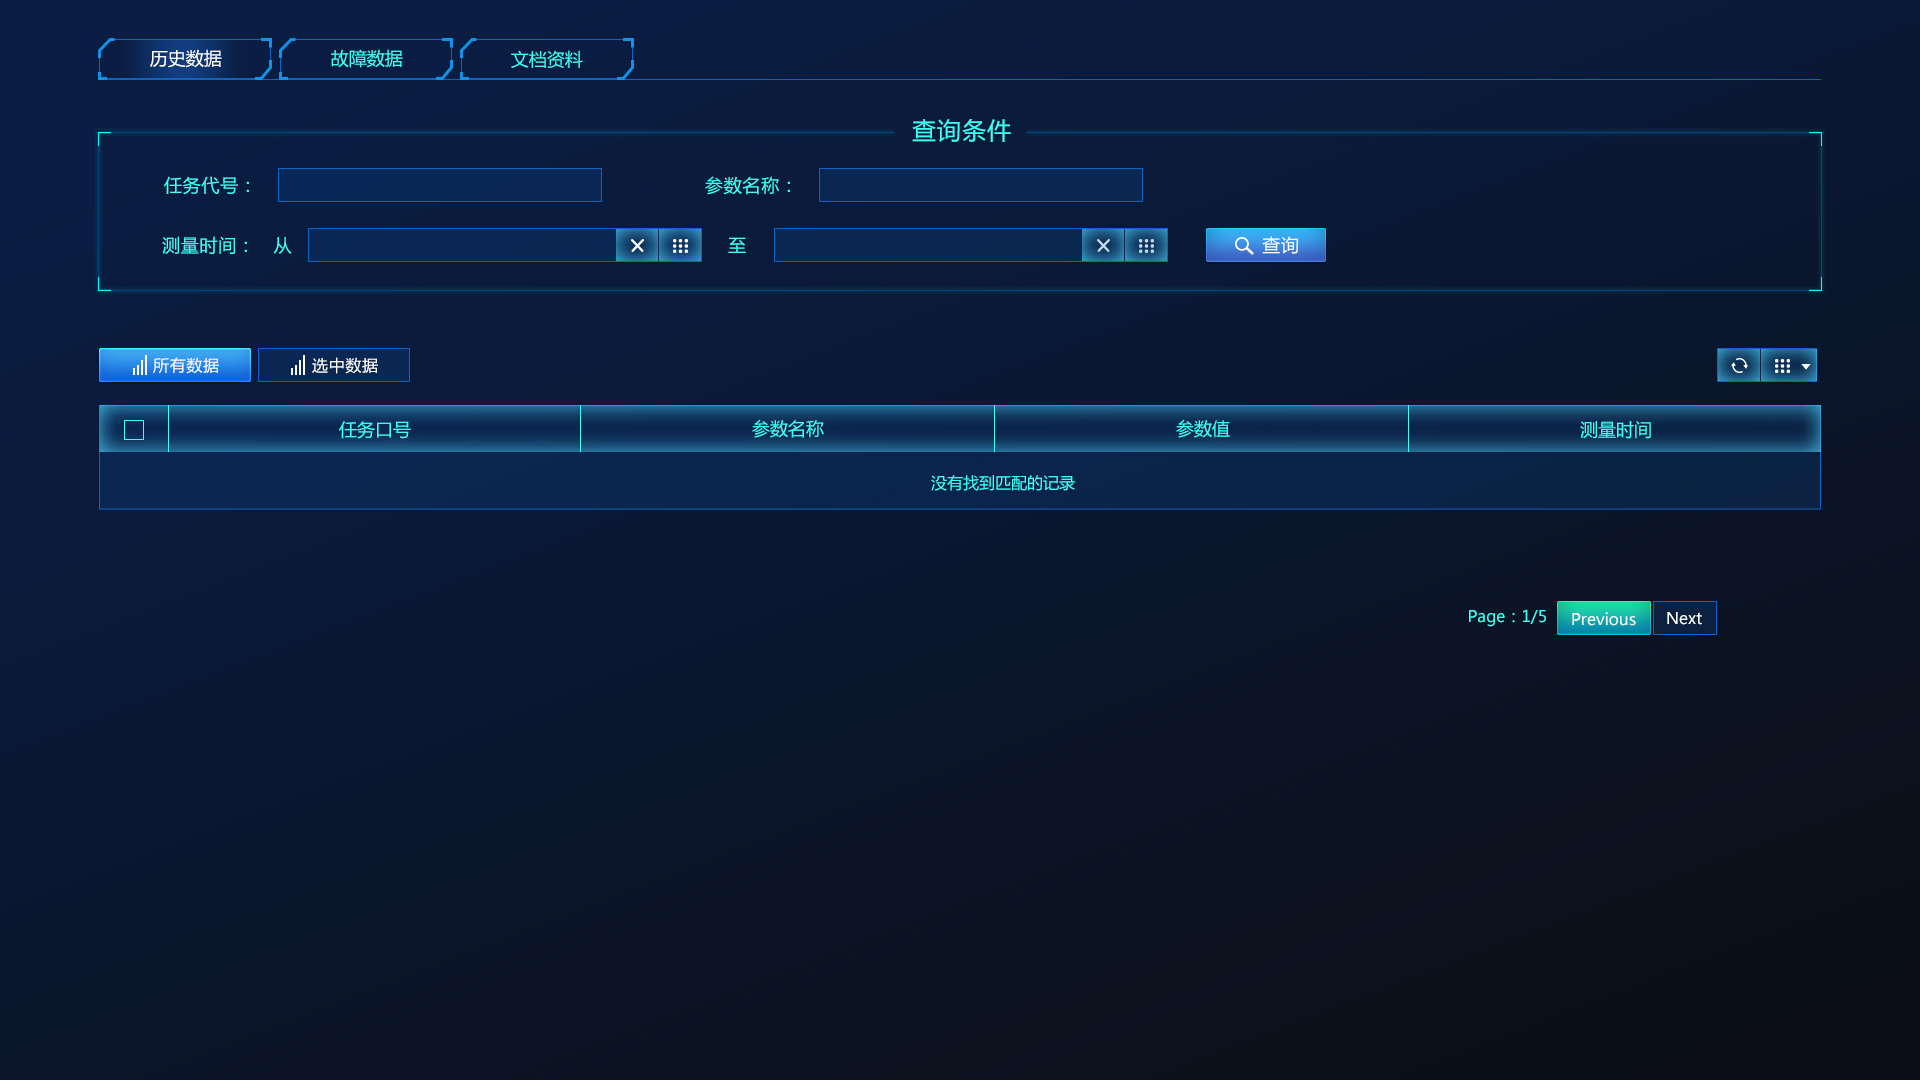 历史数据 故障数据 文档资料
查询条件
任务代号： 参数名称：
测量时间： 从 至 查询
所有数据 选中数据
任务口号 参数名称 参数值 测量时间
没有找到匹配的记录
Page：1/5 Previous Next